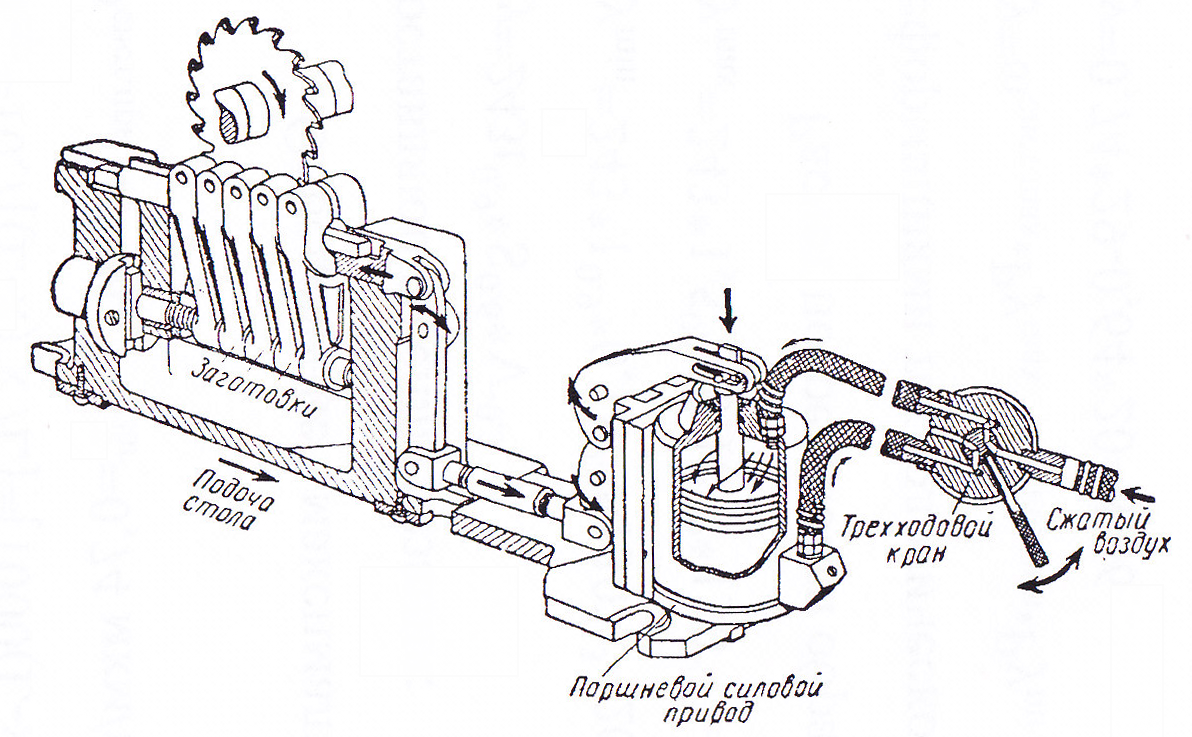 Заготовки
Подача
стола
Трехходовой
кран
Сжатый
воздух
Поршневой силовой
привод